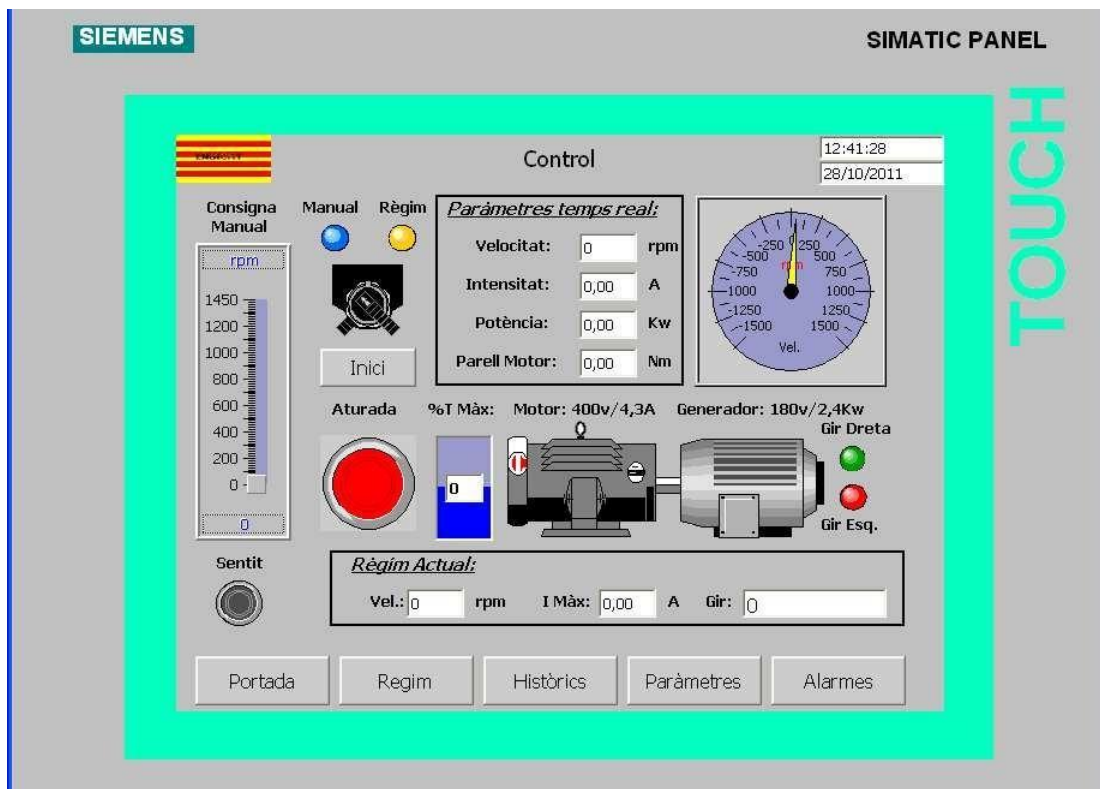 SIEMENS
SIMATIC PANEL
TOUCH
Control
12:41:28
28/10/2011
Consigna
Manual
Manual
Règim
rpm
1450
1200
1000
800
600
400
200
0
0
Inici
Paràmetres temps real:
Velocitat: 0 rpm
Intensitat: 0,00 A
Potència: 0,00 Kw
Parell Motor: 0,00 Nm
-250 250
-500 500
rpm
-750 750
-1000 1000
-1250 1250
-1500 1500
Vel.
Aturada
%T Màx:
Motor: 400v/4,3A
Generador: 180v/2,4Kw
0
Gir Dreta
Gir Esq.
Sentit
Règim Actual:
Vel.: 0 rpm I Màx: 0,00 A Gir: 0
Portada
Regim
Històrics
Paràmetres
Alarmes